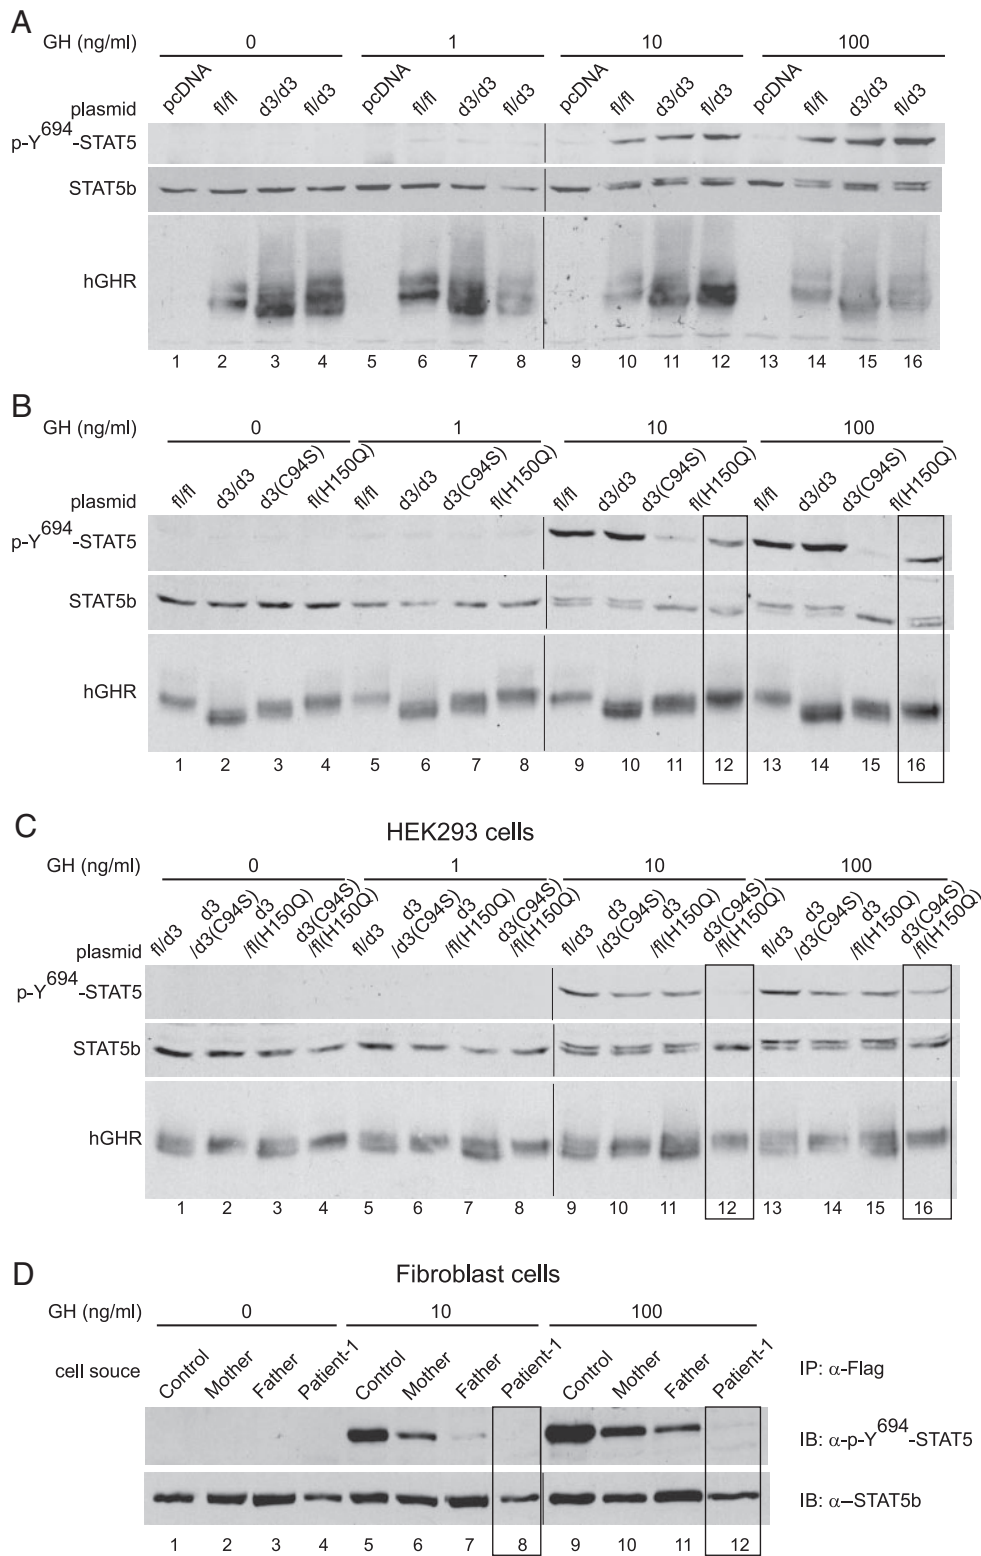 A
GH (ng/ml) 0 1 10 100
plasmid pcDNA fl/fl d3/d3 fl/d3 pcDNA fl/fl d3/d3 fl/d3 pcDNA fl/fl d3/d3 fl/d3 pcDNA fl/fl d3/d3 fl/d3
p-Y694-STAT5
STAT5b
hGHR
1 2 3 4 5 6 7 8 9 10 11 12 13 14 15 16
B
GH (ng/ml) 0 1 10 100
plasmid fl/fl d3/d3 d3(C94S) fl(H150Q) fl/fl d3/d3 d3(C94S) fl(H150Q) fl/fl d3/d3 d3(C94S) fl(H150Q) fl/fl d3/d3 d3(C94S) fl(H150Q)
p-Y694-STAT5
STAT5b
hGHR
1 2 3 4 5 6 7 8 9 10 11 12 13 14 15 16
C
HEK293 cells
GH (ng/ml) 0 1 10 100
plasmid fl/d3 d3/d3(C94S) d3/fl(H150Q) d3(C94S)/fl(H150Q) fl/d3 d3/d3(C94S) d3/fl(H150Q) d3(C94S)/fl(H150Q) fl/d3 d3/d3(C94S) d3/fl(H150Q) d3(C94S)/fl(H150Q) fl/d3 d3/d3(C94S) d3/fl(H150Q) d3(C94S)/fl(H150Q)
p-Y694-STAT5
STAT5b
hGHR
1 2 3 4 5 6 7 8 9 10 11 12 13 14 15 16
D
Fibroblast cells
GH (ng/ml) 0 10 100
cell souce Control Mother Father Patient-1 Control Mother Father Patient-1 Control Mother Father Patient-1 IP: α-Flag
IB: α-p-Y694-STAT5
IB: α–STAT5b
1 2 3 4 5 6 7 8 9 10 11 12